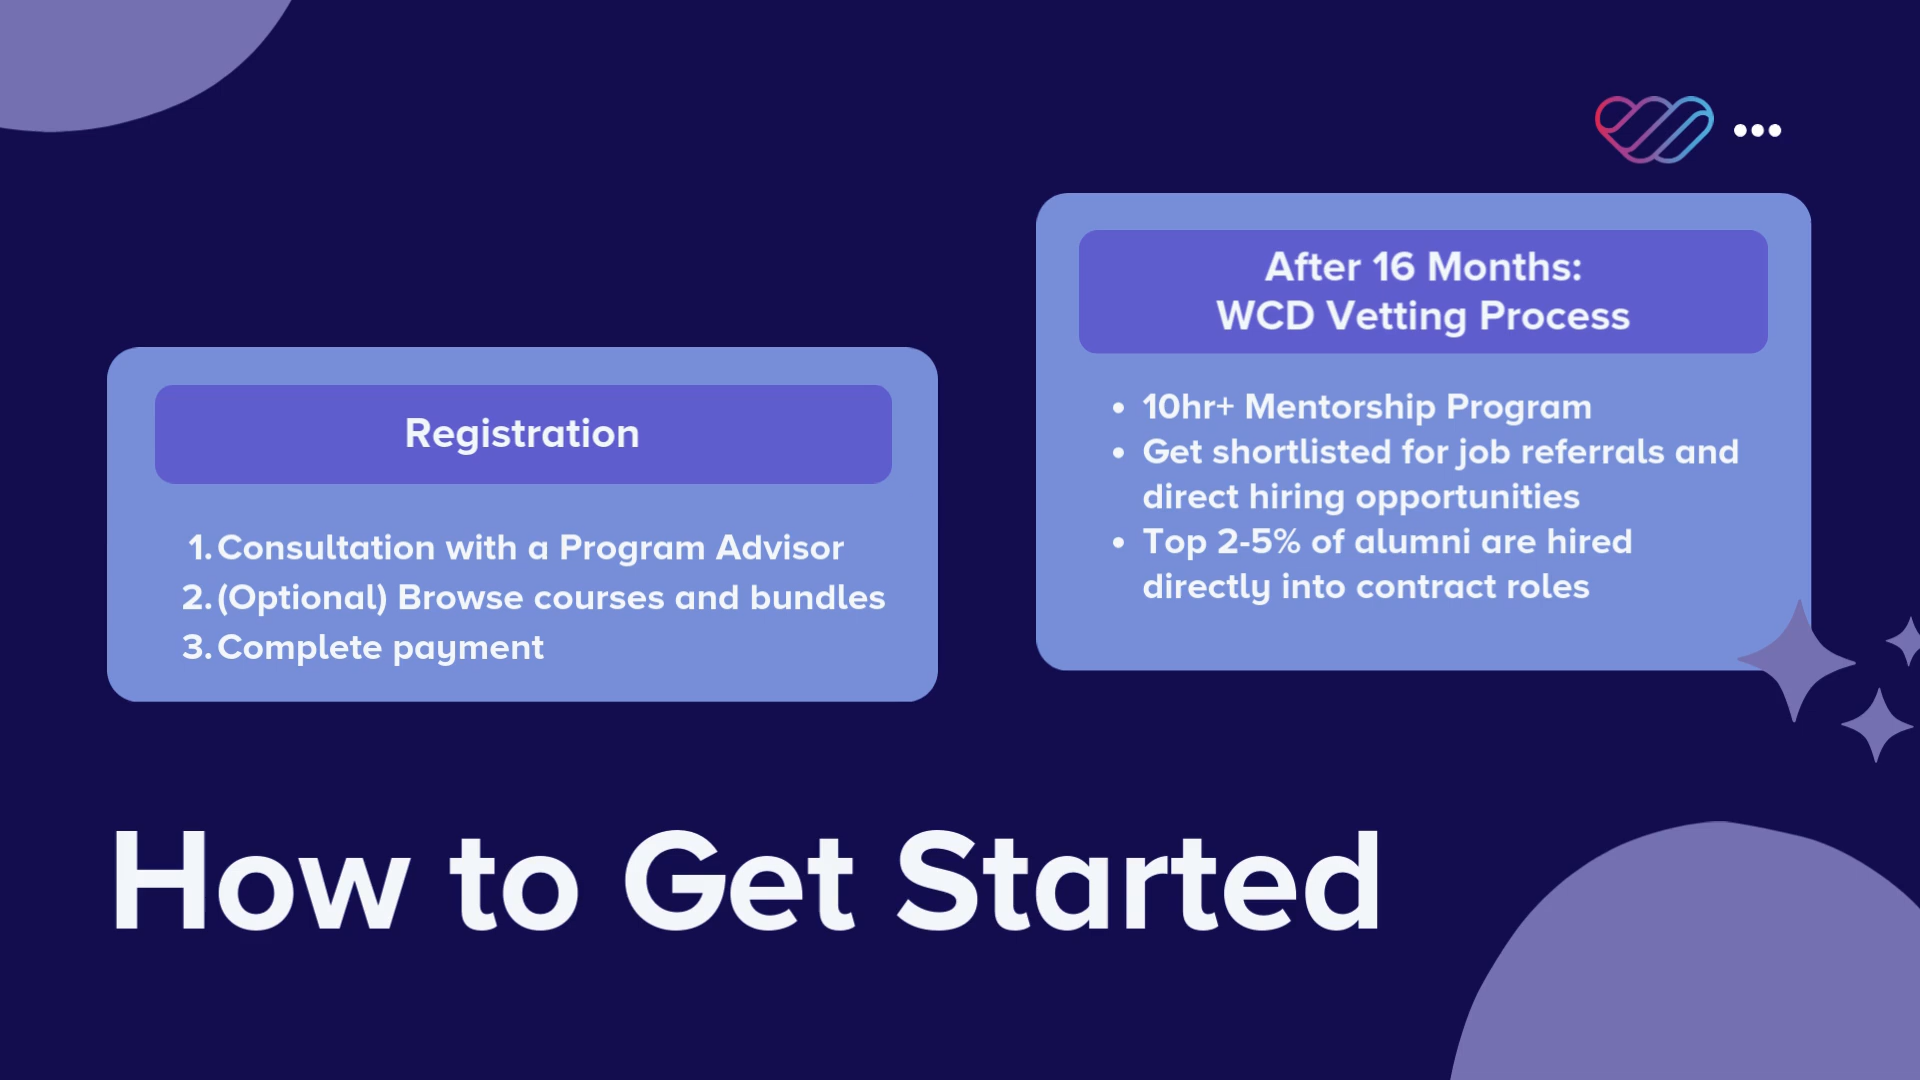 After 16 Months:
WCD Vetting Process
• 10hr+ Mentorship Program
• Get shortlisted for job referrals and
direct hiring opportunities
• Top 2-5% of alumni are hired
directly into contract roles
Registration
1. Consultation with a Program Advisor
2. (Optional) Browse courses and bundles
3. Complete payment
How to Get Started